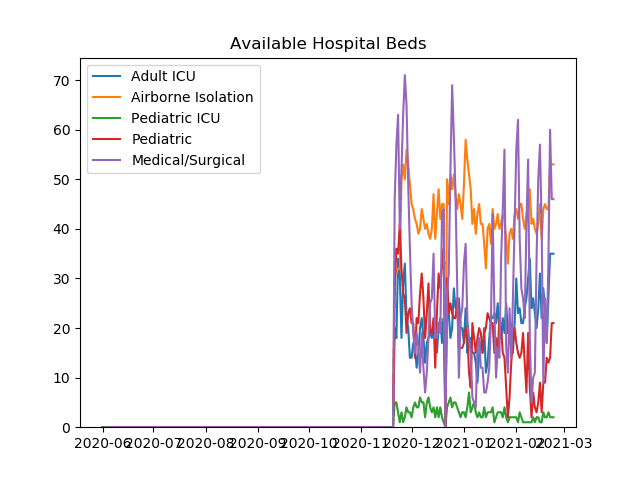 Available Hospital Beds
Adult ICU
Airborne Isolation
Pediatric ICU
Pediatric
Medical/Surgical
70
60
50
40
30
20
10
0
2020-06 2020-07 2020-08 2020-09 2020-10 2020-11 2020-12 2021-01 2021-02 2021-03